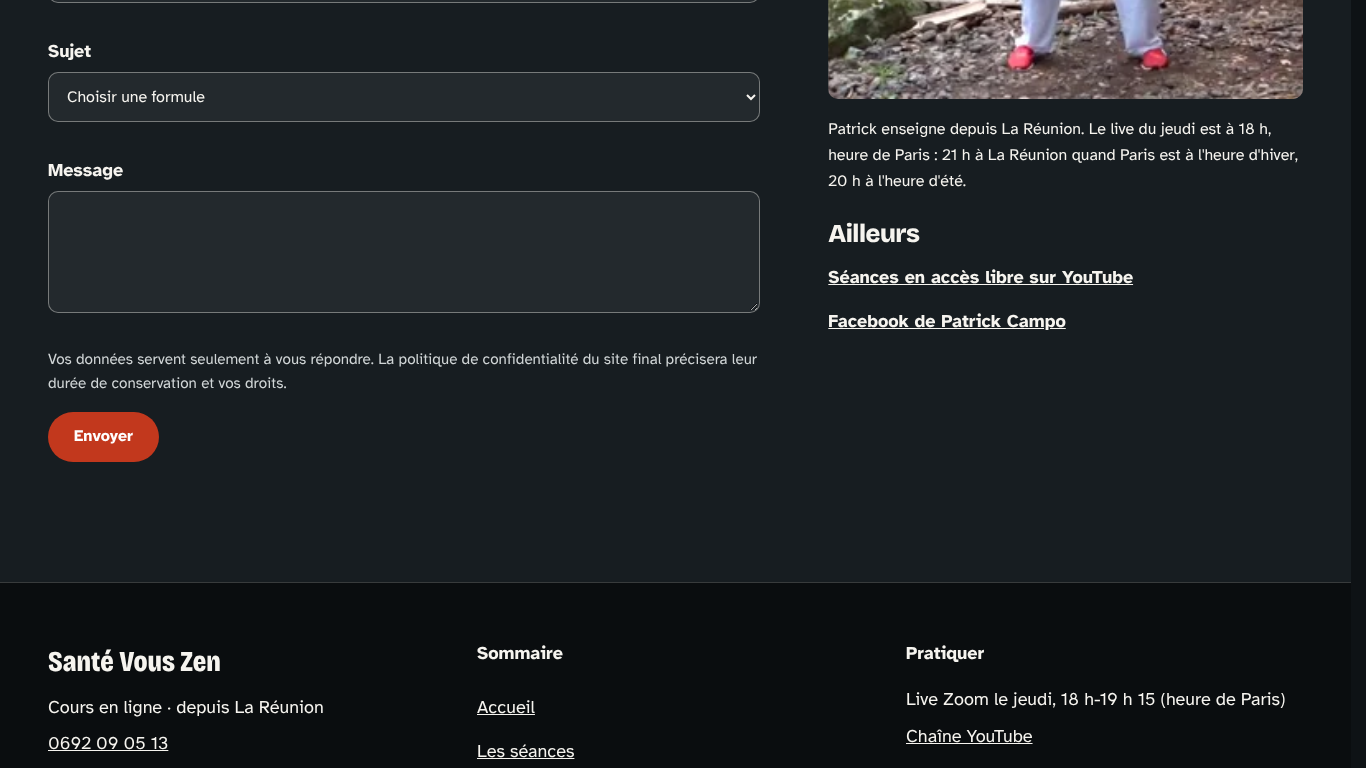 Sujet
Choisir une formule
Message
Vos données servent seulement à vous répondre. La politique de confidentialité du site final précisera leur
durée de conservation et vos droits.
Envoyer
Patrick enseigne depuis La Réunion. Le live du jeudi est à 18 h,
heure de Paris : 21 h à La Réunion quand Paris est à l'heure d'hiver,
20 h à l'heure d'été.
Ailleurs
Séances en accès libre sur YouTube
Facebook de Patrick Campo
Santé Vous Zen
Cours en ligne · depuis La Réunion
0692 09 05 13
Sommaire
Accueil
Les séances
Pratiquer
Live Zoom le jeudi, 18 h-19 h 15 (heure de Paris)
Chaîne YouTube